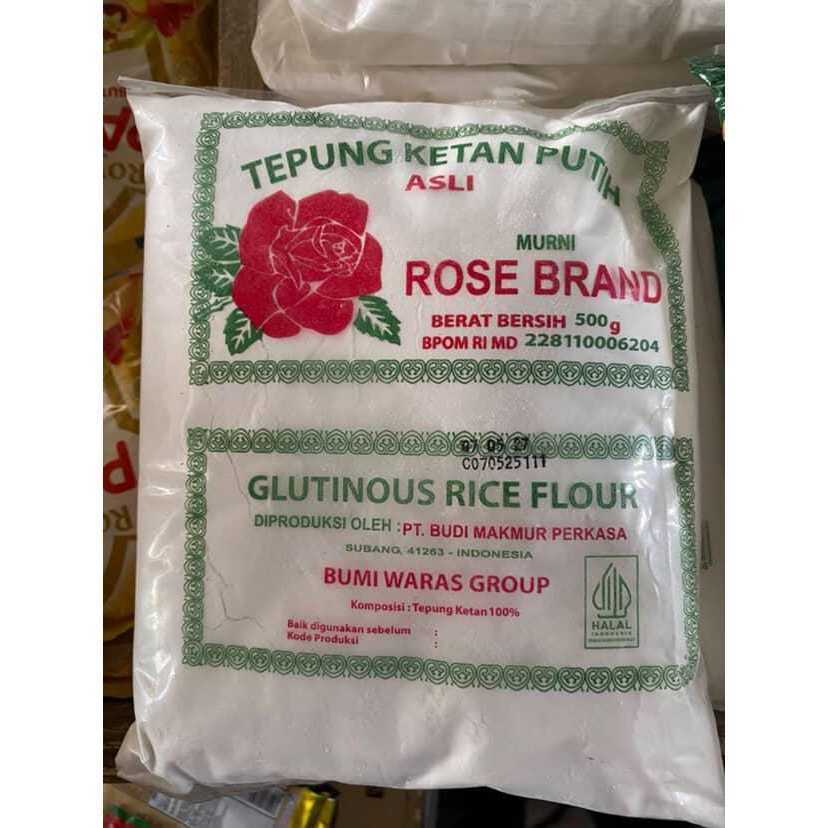 TEPUNG KETAN PUTIH
ASLI
MURNI
ROSE BRAND
BERAT BERSIH 500g
BPOM RI MD 228110006204
07 05 27
C070525111
GLUTINOUS RICE FLOUR
DIPRODUKSI OLEH : PT. BUDI MAKMUR PERKASA
SUBANG, 41263 - INDONESIA
BUMI WARAS GROUP
Komposisi : Tepung Ketan 100%
Baik digunakan sebelum :
Kode Produksi :
HALAL
INDONESIA